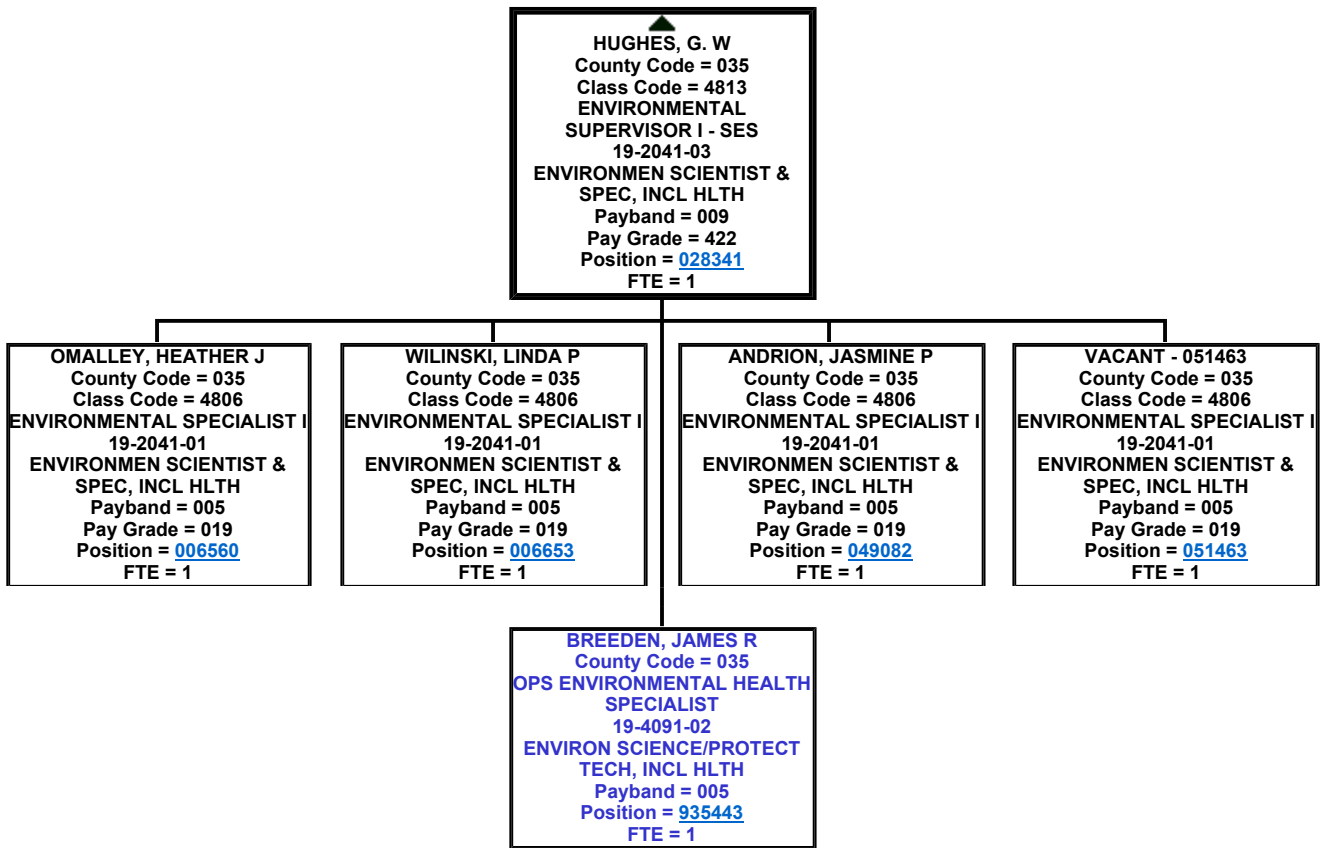 HUGHES, G. W
County Code = 035
Class Code = 4813
ENVIRONMENTAL
SUPERVISOR I - SES
19-2041-03
ENVIRONMEN SCIENTIST &
SPEC, INCL HLTH
Payband = 009
Pay Grade = 422
Position = 028341
FTE = 1
OMALLEY, HEATHER J
County Code = 035
Class Code = 4806
ENVIRONMENTAL SPECIALIST I
19-2041-01
ENVIRONMEN SCIENTIST &
SPEC, INCL HLTH
Payband = 005
Pay Grade = 019
Position = 006560
FTE = 1
WILINSKI, LINDA P
County Code = 035
Class Code = 4806
ENVIRONMENTAL SPECIALIST I
19-2041-01
ENVIRONMEN SCIENTIST &
SPEC, INCL HLTH
Payband = 005
Pay Grade = 019
Position = 006653
FTE = 1
ANDRION, JASMINE P
County Code = 035
Class Code = 4806
ENVIRONMENTAL SPECIALIST I
19-2041-01
ENVIRONMEN SCIENTIST &
SPEC, INCL HLTH
Payband = 005
Pay Grade = 019
Position = 049082
FTE = 1
VACANT - 051463
County Code = 035
Class Code = 4806
ENVIRONMENTAL SPECIALIST I
19-2041-01
ENVIRONMEN SCIENTIST &
SPEC, INCL HLTH
Payband = 005
Pay Grade = 019
Position = 051463
FTE = 1
BREEDEN, JAMES R
County Code = 035
OPS ENVIRONMENTAL HEALTH
SPECIALIST
19-4091-02
ENVIRON SCIENCE/PROTECT
TECH, INCL HLTH
Payband = 005
Position = 935443
FTE = 1